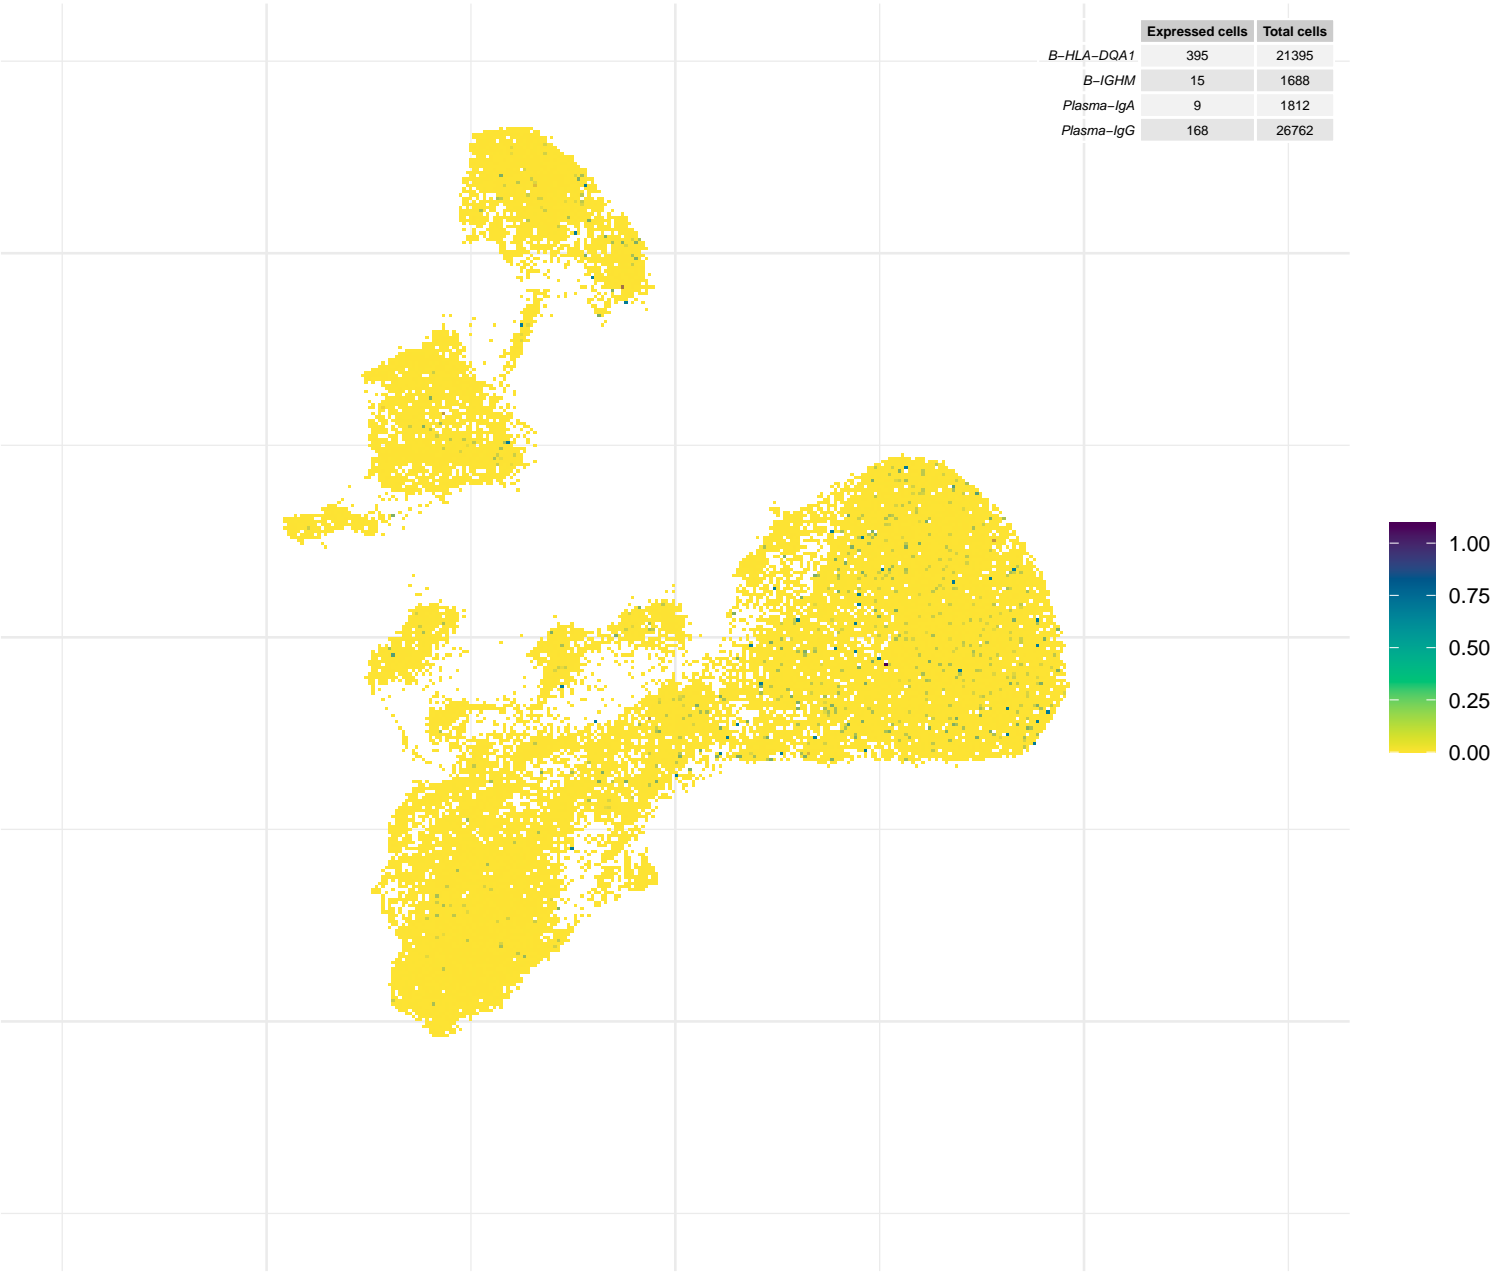 Expressed cells Total cells
B−HLA−DQA1 395 21395
B−IGHM 15 1688
Plasma−IgA 9 1812
Plasma−IgG 168 26762
1.00
0.75
0.50
0.25
0.00